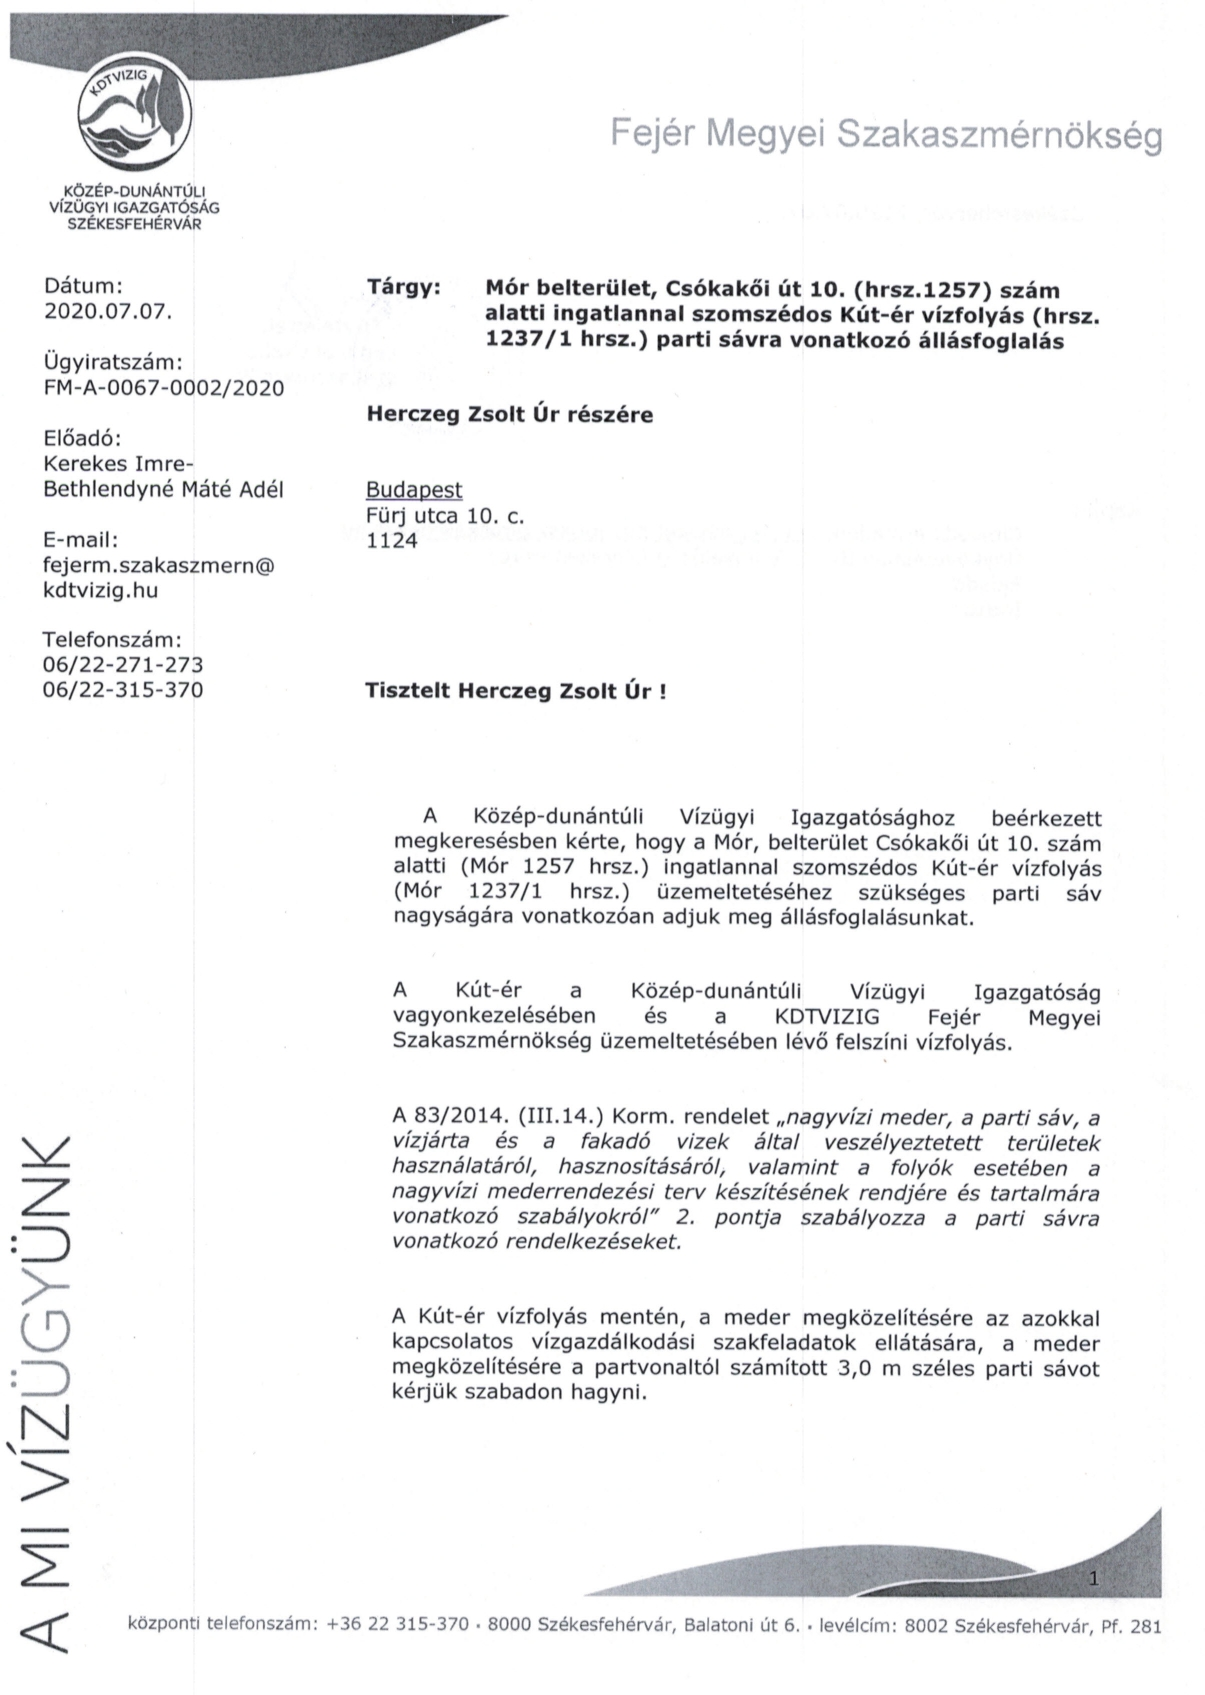 KDTVIZIG
KÖZÉP-DUNÁNTÚLI
VÍZÜGYI IGAZGATÓSÁG
SZÉKESFEHÉRVÁR
Fejér Megyei Szakaszmérnökség
Dátum:
2020.07.07.
Ügyiratszám:
FM-A-0067-0002/2020
Előadó:
Kerekes Imre-
Bethlendyné Máté Adél
E-mail:
fejerm.szakaszmern@
kdtvizig.hu
Telefonszám:
06/22-271-273
06/22-315-370
Tárgy: Mór belterület, Csókakői út 10. (hrsz.1257) szám
alatti ingatlannal szomszédos Kút-ér vízfolyás (hrsz.
1237/1 hrsz.) parti sávra vonatkozó állásfoglalás
Herczeg Zsolt Úr részére
Budapest
Fürj utca 10. c.
1124
Tisztelt Herczeg Zsolt Úr !
A Közép-dunántúli Vízügyi Igazgatósághoz beérkezett
megkeresésben kérte, hogy a Mór, belterület Csókakői út 10. szám
alatti (Mór 1257 hrsz.) ingatlannal szomszédos Kút-ér vízfolyás
(Mór 1237/1 hrsz.) üzemeltetéséhez szükséges parti sáv
nagyságára vonatkozóan adjuk meg állásfoglalásunkat.
A Kút-ér a Közép-dunántúli Vízügyi Igazgatóság
vagyonkezelésében és a KDTVIZIG Fejér Megyei
Szakaszmérnökség üzemeltetésében lévő felszíni vízfolyás.
A 83/2014. (III.14.) Korm. rendelet „nagyvízi meder, a parti sáv, a
vízjárta és a fakadó vizek által veszélyeztetett területek
használatáról, hasznosításáról, valamint a folyók esetében a
nagyvízi mederrendezési terv készítésének rendjére és tartalmára
vonatkozó szabályokról" 2. pontja szabályozza a parti sávra
vonatkozó rendelkezéseket.
A Kút-ér vízfolyás mentén, a meder megközelítésére az azokkal
kapcsolatos vízgazdálkodási szakfeladatok ellátására, a meder
megközelítésére a partvonaltól számított 3,0 m széles parti sávot
kérjük szabadon hagyni.
A MI VÍZÜGYÜNK
1
központi telefonszám: +36 22 315-370 • 8000 Székesfehérvár, Balatoni út 6. • levélcím: 8002 Székesfehérvár, Pf. 281